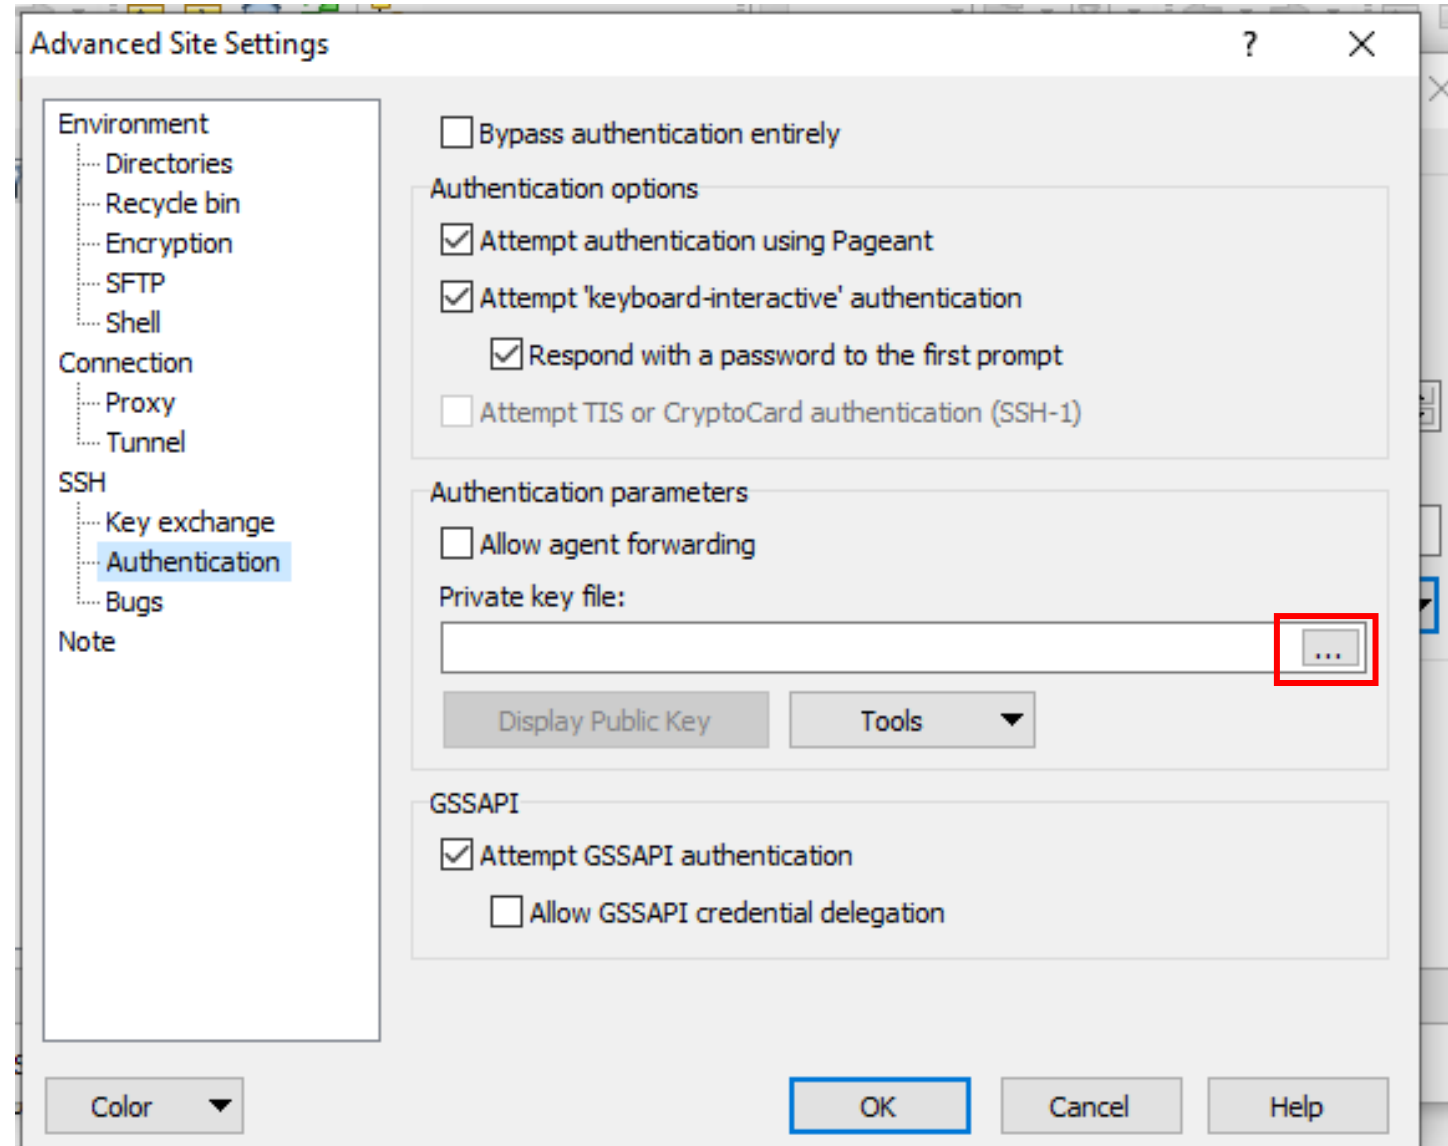 Advanced Site Settings
?
Environment
Directories
Recycle bin
Encryption
SFTP
Shell
Connection
Proxy
Tunnel
SSH
Key exchange
Authentication
Bugs
Note
Bypass authentication entirely
Authentication options
Attempt authentication using Pageant
Attempt 'keyboard-interactive' authentication
Respond with a password to the first prompt
Attempt TIS or CryptoCard authentication (SSH-1)
Authentication parameters
Allow agent forwarding
Private key file:
...
Display Public Key
Tools
GSSAPI
Attempt GSSAPI authentication
Allow GSSAPI credential delegation
Color
OK
Cancel
Help